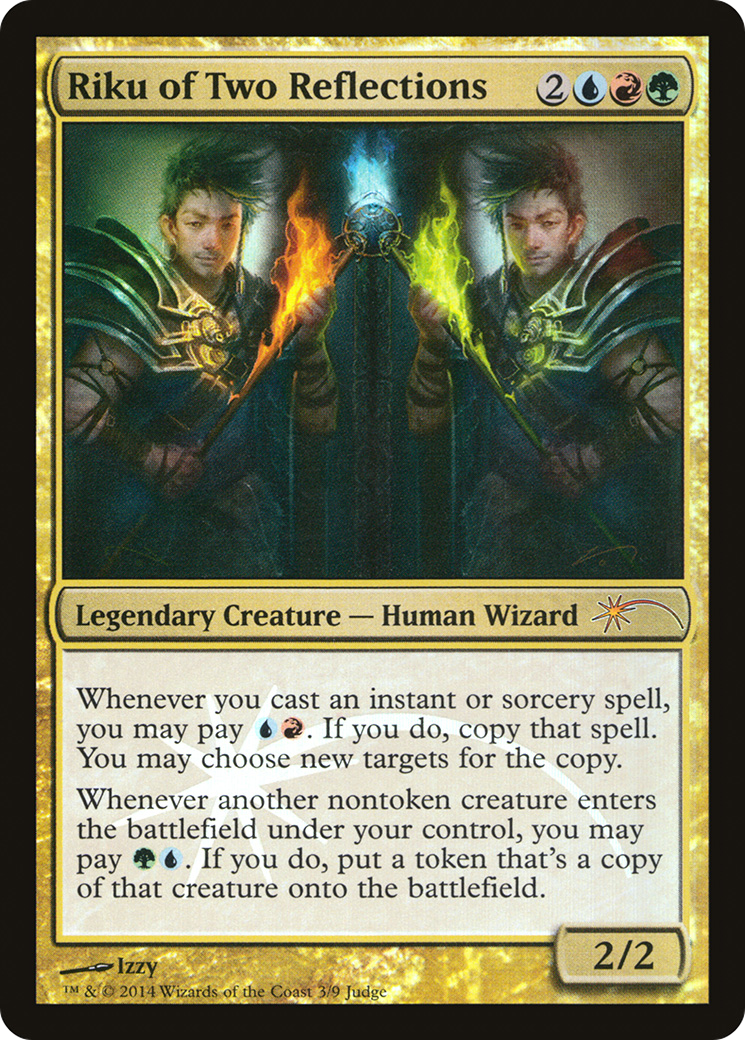 Riku of Two Reflections 2
Legendary Creature — Human Wizard
Whenever you cast an instant or sorcery spell,
you may pay . If you do, copy that spell.
You may choose new targets for the copy.
Whenever another nontoken creature enters
the battlefield under your control, you may
pay . If you do, put a token that's a copy
of that creature onto the battlefield.
2/2
Izzy
™ & © 2014 Wizards of the Coast 3/9 Judge